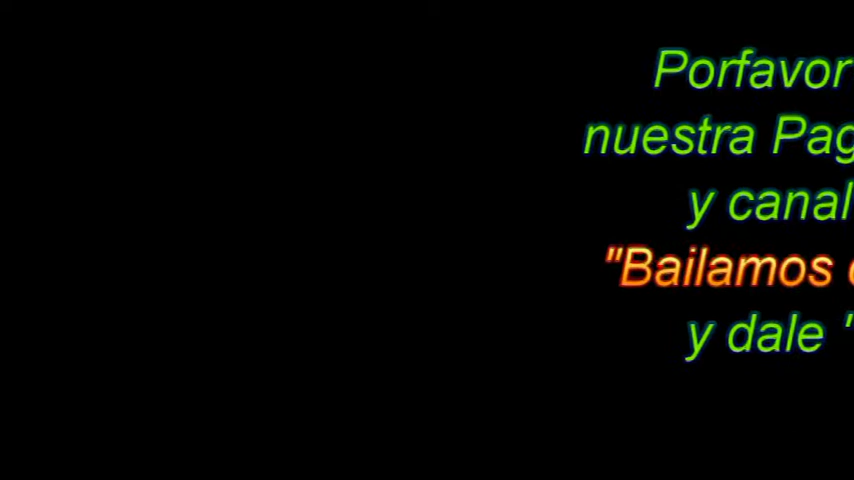 Porfavor
nuestra Pag
y canal
"Bailamos
y dale "